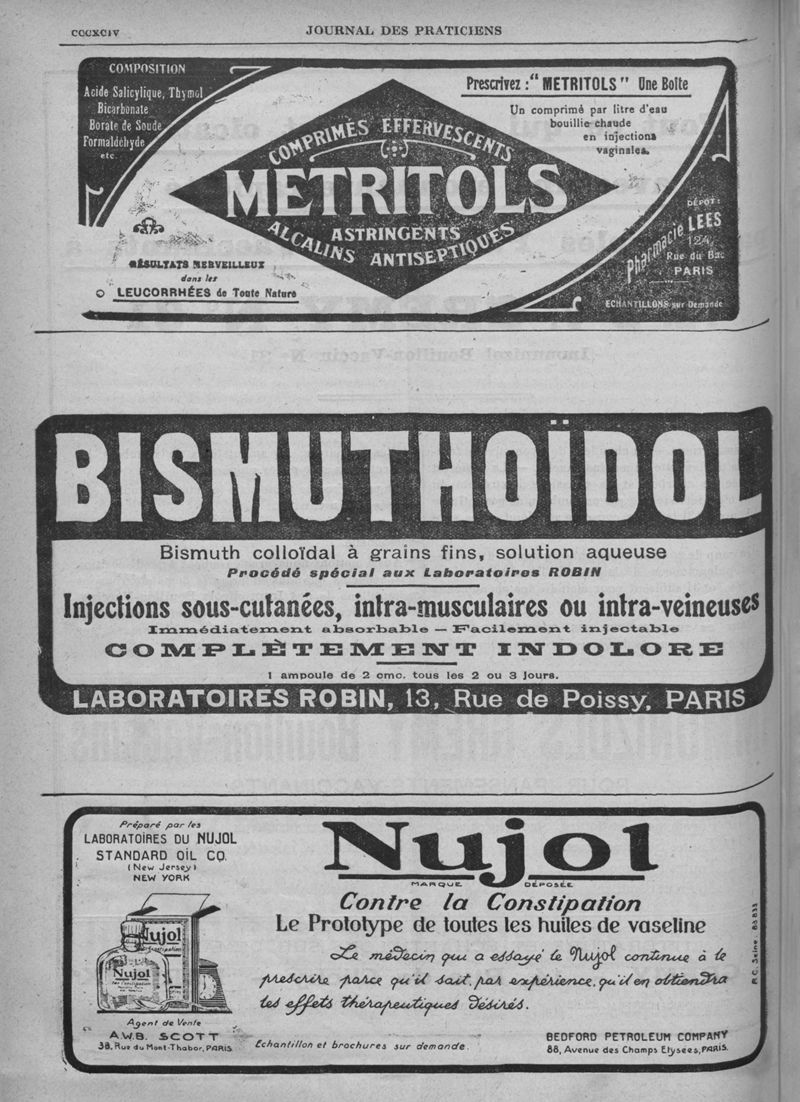 CCCXCIV
JOURNAL DES PRATICIENS
COMPOSITION
Acide Salicylique, Thymol
Bicarbonate
Borate de Soude
Formaldéhyde
etc.
Prescrivez : "METRITOLS" Une Boîte
Un comprimé par litre d'eau
bouillie chaude
en injections
vaginales.
COMPRIMÉS EFFERVESCENTS
METRITOLS
ASTRINGENTS
ALCALINS ANTISEPTIQUES
RÉSULTATS MERVEILLEUX
dans les
LEUCORRHÉES de Toute Nature
DÉPÔT :
Pharmacie LEES
124,
Rue du Bac
PARIS
ECHANTILLONS sur Demande
BISMUTHOÏDOL
Bismuth colloïdal à grains fins, solution aqueuse
Procédé spécial aux Laboratoires ROBIN
Injections sous-cutanées, intra-musculaires ou intra-veineuses
Immédiatement absorbable — Facilement injectable
COMPLÈTEMENT INDOLORE
1 ampoule de 2 cmc. tous les 2 ou 3 jours.
LABORATOIRES ROBIN, 13, Rue de Poissy, PARIS
Préparé par les
LABORATOIRES DU NUJOL
STANDARD OIL CO.
(New Jersey)
NEW YORK
Nujol
Nujol
Agent de Vente
A.W.B. SCOTT
38, Rue du Mont-Thabor, PARIS
Nujol
MARQUE DÉPOSÉE
Contre la Constipation
Le Prototype de toutes les huiles de vaseline
Le médecin qui a essayé le Nujol continue à le
prescrire parce qu'il sait, par expérience, qu'il en obtiendra
les effets thérapeutiques désirés.
Echantillon et brochures sur demande.
BEDFORD PETROLEUM COMPANY
88, Avenue des Champs Elysées, PARIS.